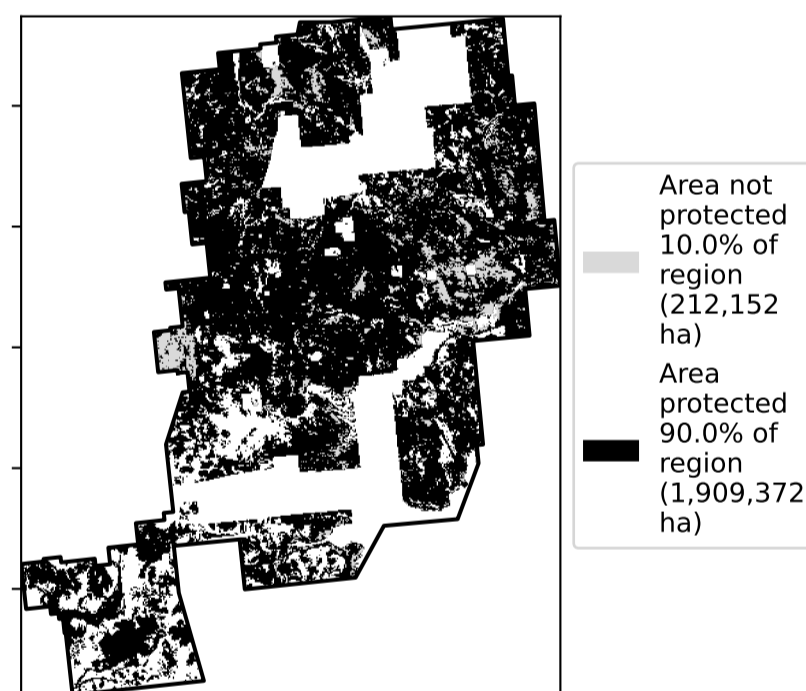 Area not
protected
10.0% of
region
(212,152
ha)
Area
protected
90.0% of
region
(1,909,372
ha)